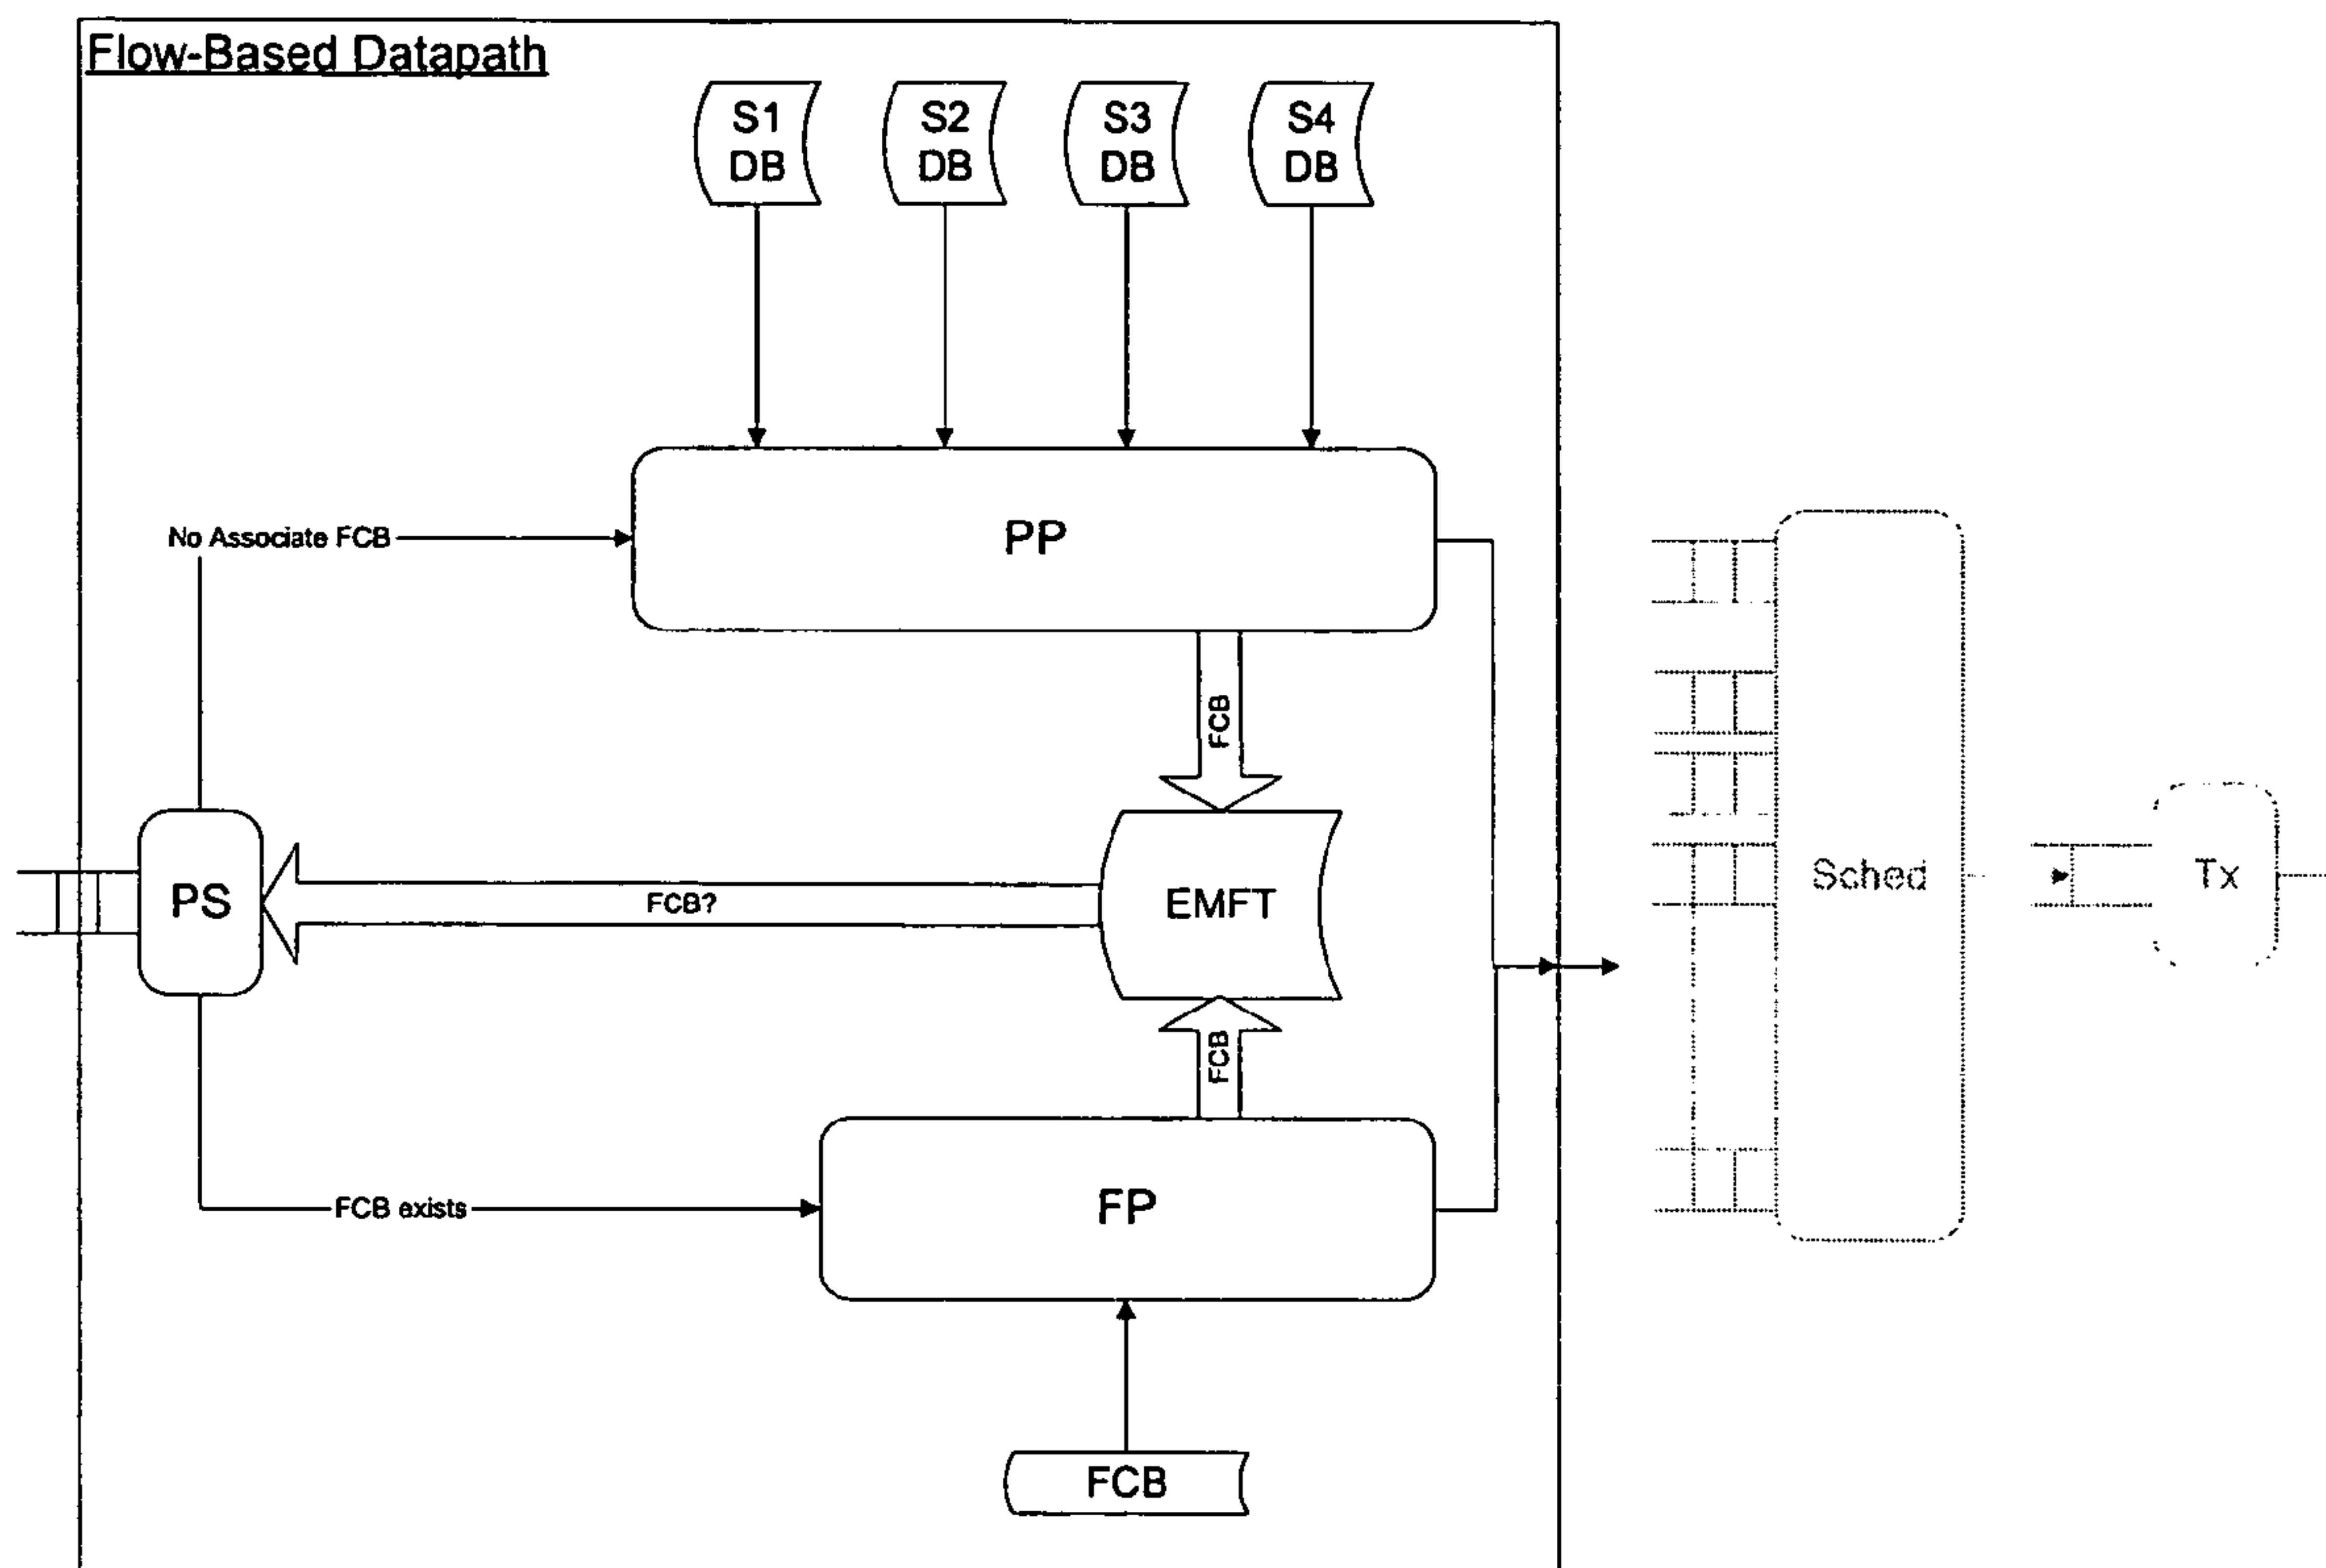 Flow-Based Datapath
S1
DB
S2
DB
S3
DB
S4
DB
No Associate FCB
PP
FCB
PS
FCB?
EMFT
Sched
Tx
FCB
FCB exists
FP
FCB